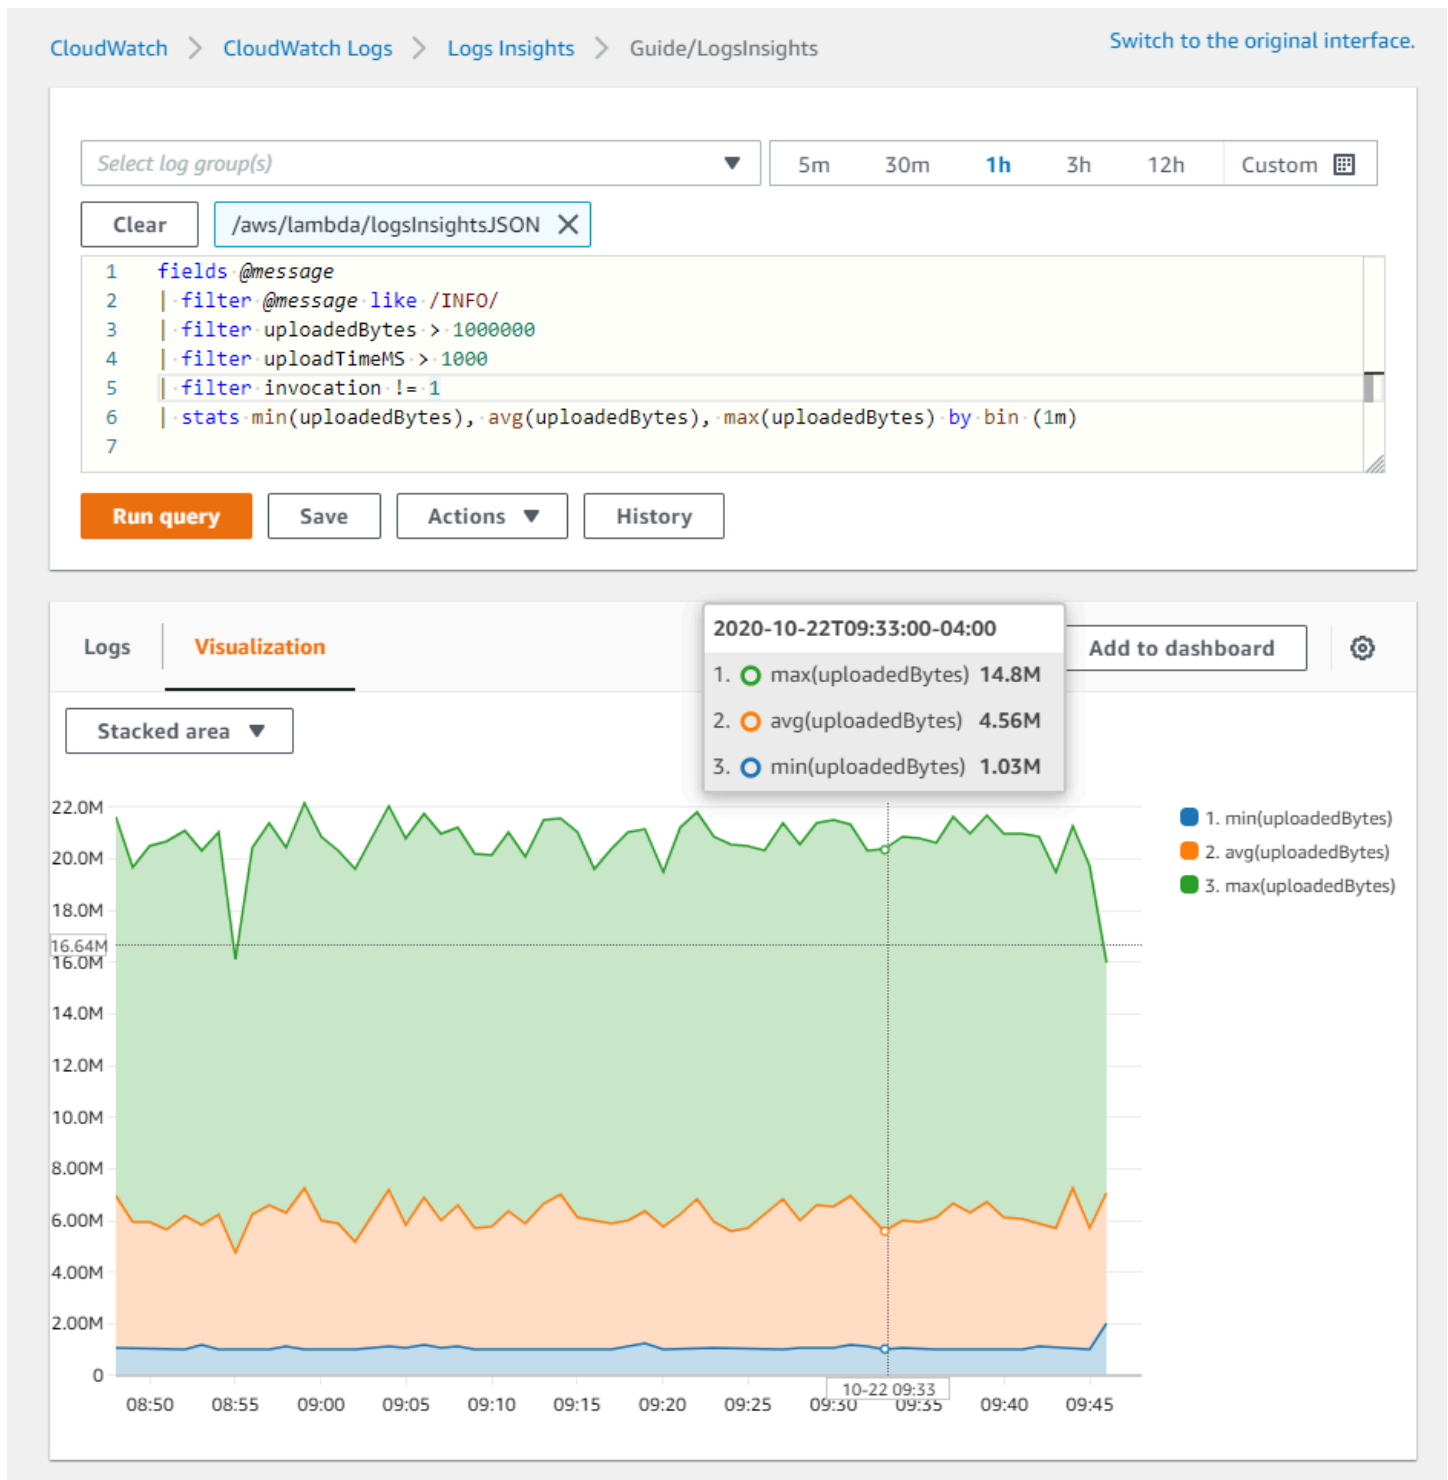 CloudWatch > CloudWatch Logs > Logs Insights > Guide/LogsInsights
Switch to the original interface.
Select log group(s)
5m 30m 1h 3h 12h Custom
Clear
/aws/lambda/logsInsightsJSON
1 fields @message
2 | filter @message like /INFO/
3 | filter uploadedBytes > 1000000
4 | filter uploadTimeMS > 1000
5 | filter invocation != 1
6 | stats min(uploadedBytes), avg(uploadedBytes), max(uploadedBytes) by bin (1m)
7
Run query Save Actions History
Logs Visualization
Add to dashboard
2020-10-22T09:33:00-04:00
1. max(uploadedBytes) 14.8M
2. avg(uploadedBytes) 4.56M
3. min(uploadedBytes) 1.03M
Stacked area
22.0M
20.0M
18.0M
16.64M
16.0M
14.0M
12.0M
10.0M
8.00M
6.00M
4.00M
2.00M
0
1. min(uploadedBytes)
2. avg(uploadedBytes)
3. max(uploadedBytes)
10-22 09:33
08:50 08:55 09:00 09:05 09:10 09:15 09:20 09:25 09:30 09:35 09:40 09:45